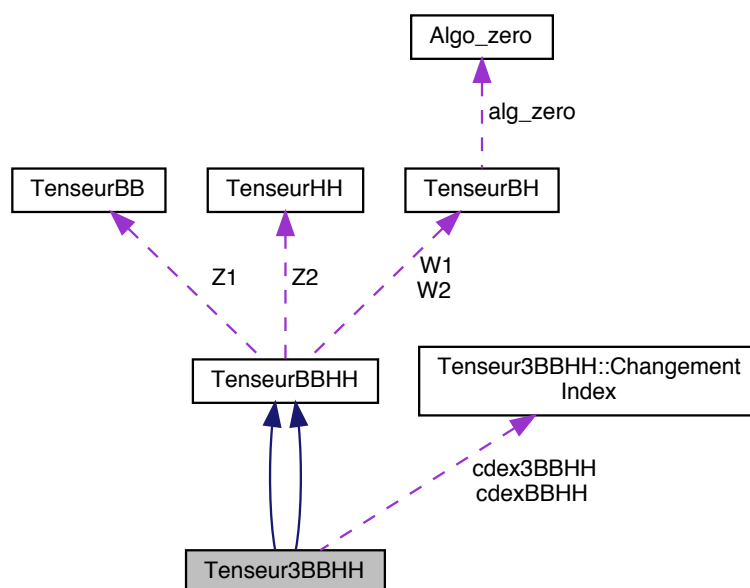 Algo_zero
alg_zero
TenseurBB
TenseurHH
TenseurBH
Z1
Z2
W1
W2
TenseurBBHH
Tenseur3BBHH::Changement
Index
cdex3BBHH
cdexBBHH
Tenseur3BBHH